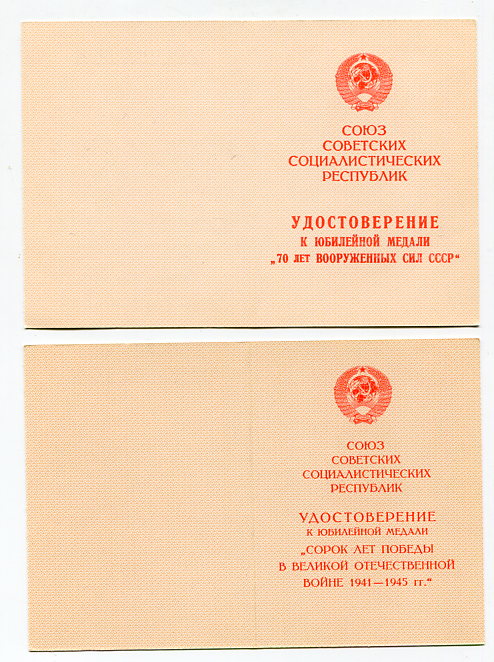 СОЮЗ
СОВЕТСКИХ
СОЦИАЛИСТИЧЕСКИХ
РЕСПУБЛИК
УДОСТОВЕРЕНИЕ
К ЮБИЛЕЙНОЙ МЕДАЛИ
„70 ЛЕТ ВООРУЖЕННЫХ СИЛ СССР“
СОЮЗ
СОВЕТСКИХ
СОЦИАЛИСТИЧЕСКИХ
РЕСПУБЛИК
УДОСТОВЕРЕНИЕ
К ЮБИЛЕЙНОЙ МЕДАЛИ
„СОРОК ЛЕТ ПОБЕДЫ
В ВЕЛИКОЙ ОТЕЧЕСТВЕННОЙ
ВОЙНЕ 1941—1945 гг.“